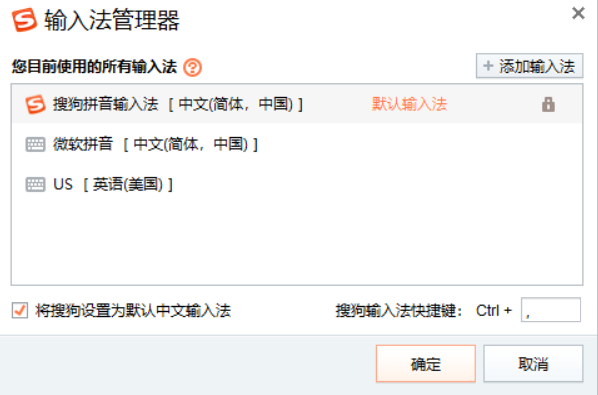 输入法管理器
您目前使用的所有输入法 + 添加输入法
搜狗拼音输入法 [ 中文(简体，中国) ] 默认输入法
微软拼音 [ 中文(简体，中国) ]
US [ 英语(美国) ]
将搜狗设置为默认中文输入法 搜狗输入法快捷键： Ctrl + ,
确定 取消